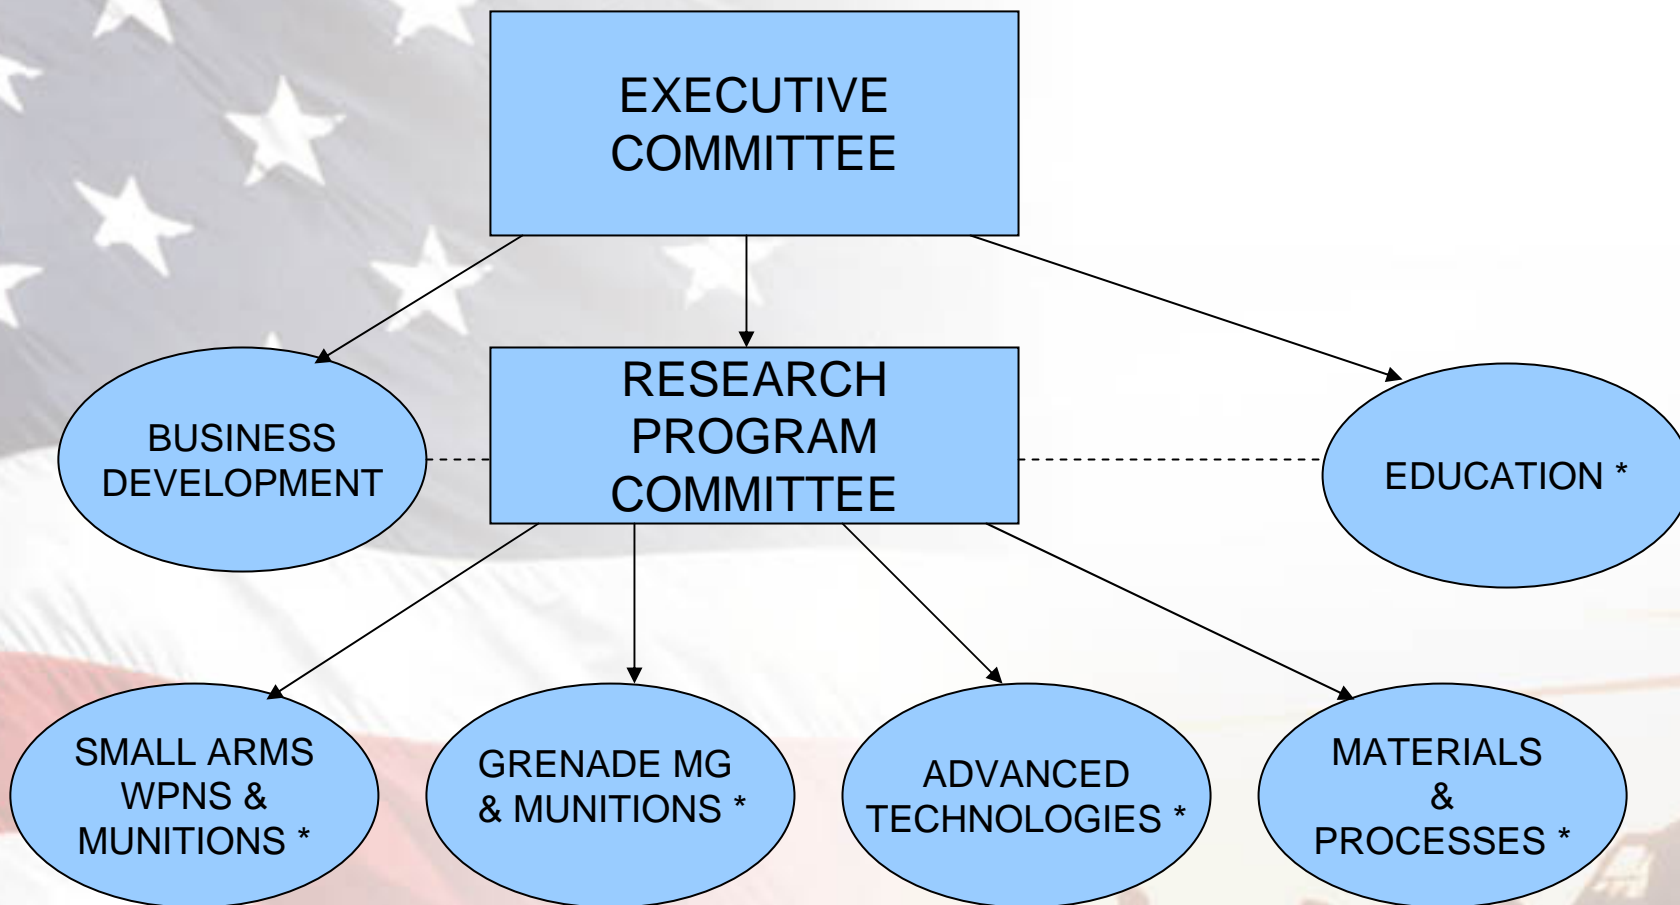 EXECUTIVE
COMMITTEE
RESEARCH
PROGRAM
COMMITTEE
BUSINESS
DEVELOPMENT
EDUCATION *
SMALL ARMS
WPNS &
MUNITIONS *
GRENADE MG
& MUNITIONS *
ADVANCED
TECHNOLOGIES *
MATERIALS
&
PROCESSES *